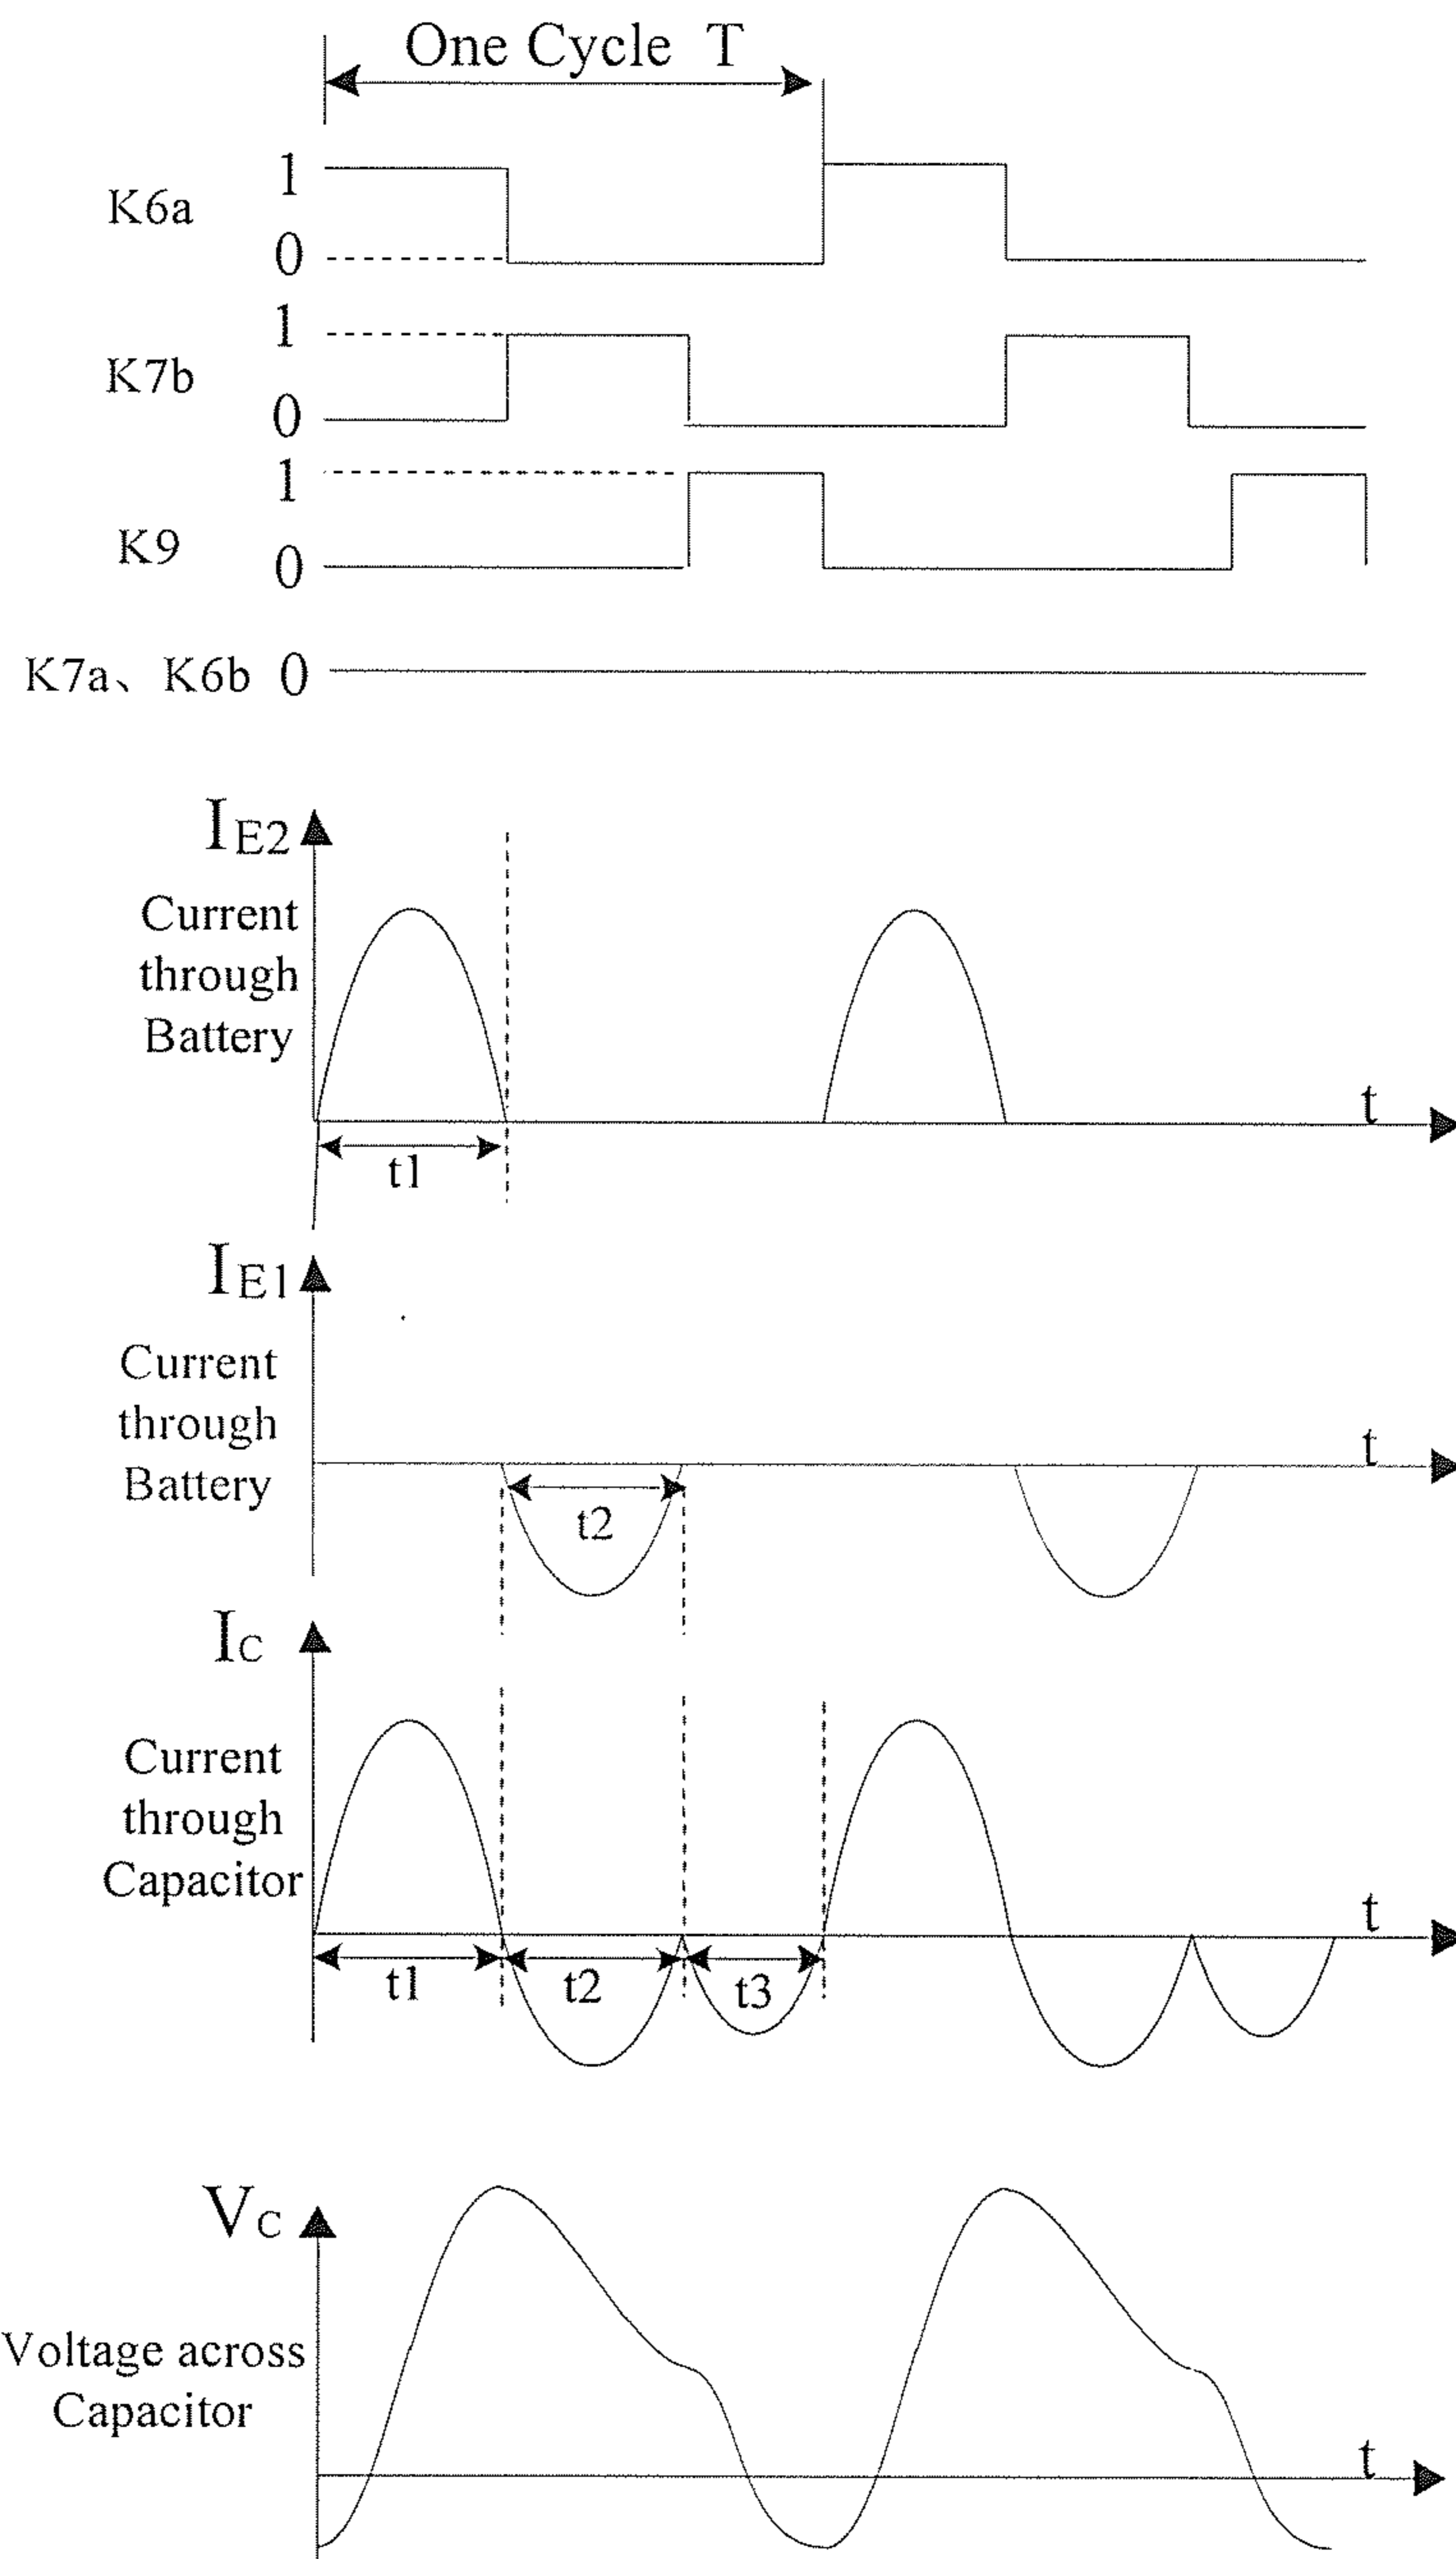 One Cycle T
1
K6a
0
1
K7b
0
1
K9
0
K7a、K6b 0
IE2
Current
through
Battery
t
t1
IE1
Current
through
Battery
t
t2
IC
Current
through
Capacitor
t
t1 t2 t3
VC
Voltage across
Capacitor
t